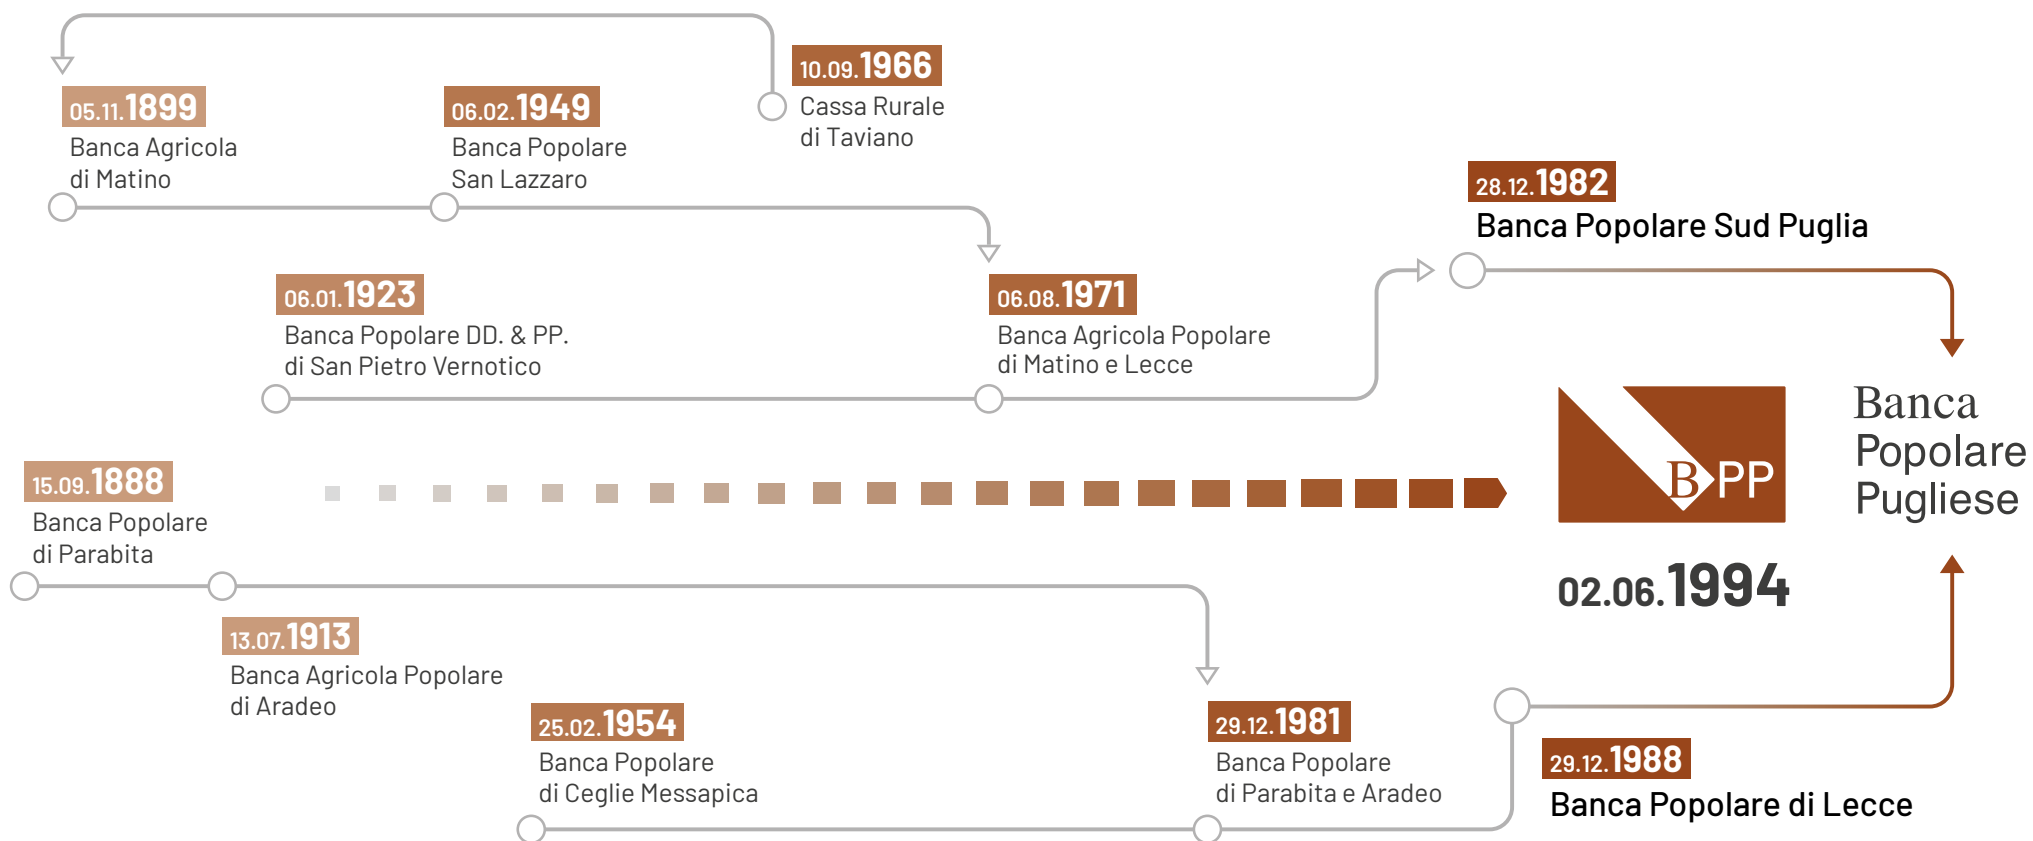 10.09.1966
Cassa Rurale
di Taviano
05.11.1899
Banca Agricola
di Matino
06.02.1949
Banca Popolare
San Lazzaro
28.12.1982
Banca Popolare Sud Puglia
06.01.1923
Banca Popolare DD. & PP.
di San Pietro Vernotico
06.08.1971
Banca Agricola Popolare
di Matino e Lecce
B PP
Banca
Popolare
Pugliese
02.06.1994
15.09.1888
Banca Popolare
di Parabita
13.07.1913
Banca Agricola Popolare
di Aradeo
25.02.1954
Banca Popolare
di Ceglie Messapica
29.12.1981
Banca Popolare
di Parabita e Aradeo
29.12.1988
Banca Popolare di Lecce